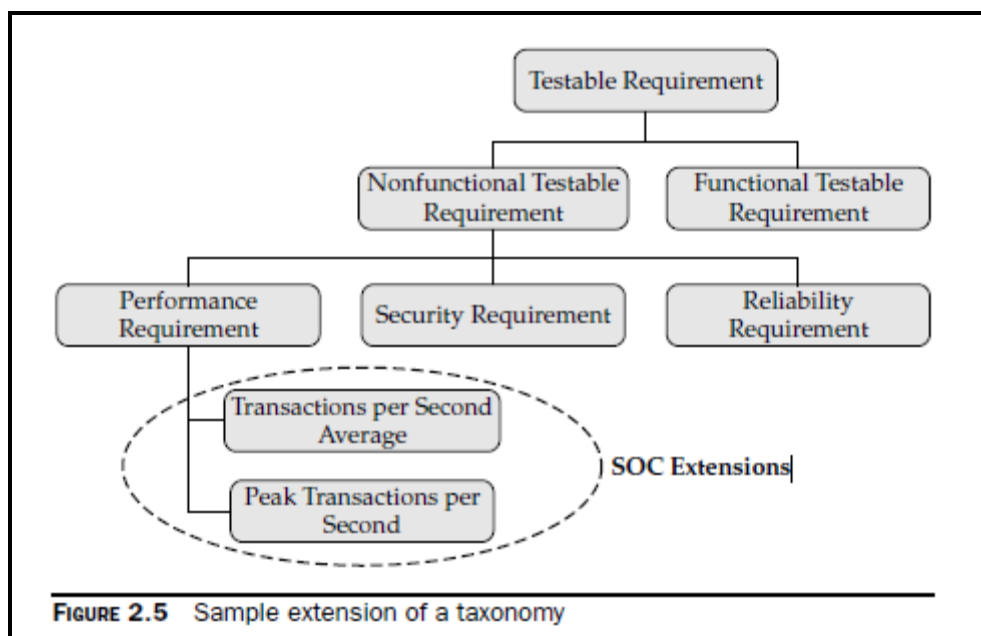 Testable Requirement
Nonfunctional Testable
Requirement
Functional Testable
Requirement
Performance
Requirement
Security Requirement
Reliability
Requirement
Transactions per Second
Average
SOC Extensions
Peak Transactions per
Second
FIGURE 2.5 Sample extension of a taxonomy